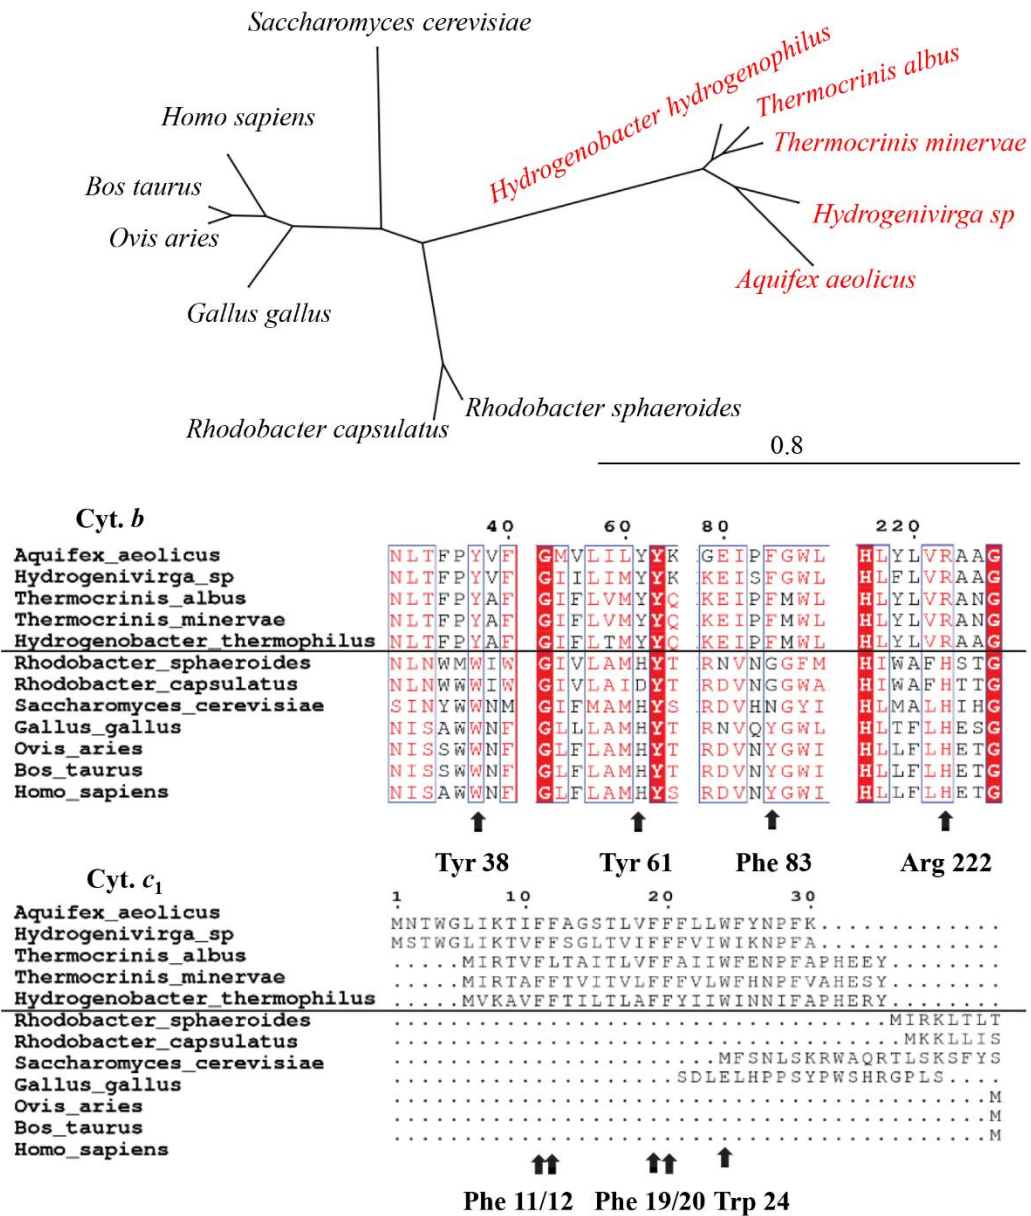 Saccharomyces cerevisiae
Homo sapiens
Bos taurus
Ovis aries
Gallus gallus
Rhodobacter capsulatus
Rhodobacter sphaeroides
Hydrogenobacter hydrogenophilus
Thermocrinis albus
Thermocrinis minervae
Hydrogenivirga sp
Aquifex aeolicus
0.8
Cyt. b
40 60 80 220
Aquifex_aeolicus NLTFPYVF GMVLILYYK GEIPFGWL HLYLVRAAG
Hydrogenivirga_sp NLTFPYVF GIILIMYYK KEISFGWL HLFLVRAAG
Thermocrinis_albus NLTFPYAF GIFLVMYYQ KEIPFMWL HLYLVRANG
Thermocrinis_minervae NLTFPYAF GIFLVMYYQ KEIPFMWL HLYLVRANG
Hydrogenobacter_thermophilus NLTFPYAF GIFLTMYYQ KEIPFMWL HLYLVRAAG
Rhodobacter_sphaeroides NLNWMWIW GIVLAMHYT RNVNGGFM HIWAFHSTG
Rhodobacter_capsulatus NLNWWWIW GIVLAIDYT RDVNGGWA HIWAFHTTG
Saccharomyces_cerevisiae SINYWWNM GIFMAMHYS RDVHNGYI HLMALHIHG
Gallus_gallus NISAWWNF GLLLAMHYT RNVQYGWL HLTFLHESG
Ovis_aries NISSWWNF GLFLAMHYT RDVNYGWI HLLFLHETG
Bos_taurus NISSWWNF GLFLAMHYT RDVNYGWI HLLFLHETG
Homo_sapiens NISAWWNF GLFLAMHYS RDVNYGWI HLLFLHETG
Tyr 38 Tyr 61 Phe 83 Arg 222
Cyt. c1
1 10 20 30
Aquifex_aeolicus MNTWGLIKTIFFAGSTLVFFFLLWFYNPFK.............
Hydrogenivirga_sp MSTWGLIKTVFFSGLTVIFFFVIWIKNPFA.............
Thermocrinis_albus .....MIRTVFLTAITLVFFAIIWFENPFAPHEEY........
Thermocrinis_minervae .....MIRTAFFTVITVLFFFVLWFHNPFVAHESY........
Hydrogenobacter_thermophilus .....MVKAVFFTILTLAFFYIIWINNIFAPHERY........
Rhodobacter_sphaeroides ...................................MIRKLTLT
Rhodobacter_capsulatus ....................................MKKLLIS
Saccharomyces_cerevisiae .......................MFSNLSKRWAQRTLSKSFYS
Gallus_gallus ....................SDLELHPPSYPWSHRGPLS....
Ovis_aries ..........................................M
Bos_taurus ..........................................M
Homo_sapiens ..........................................M
Phe 11/12 Phe 19/20 Trp 24